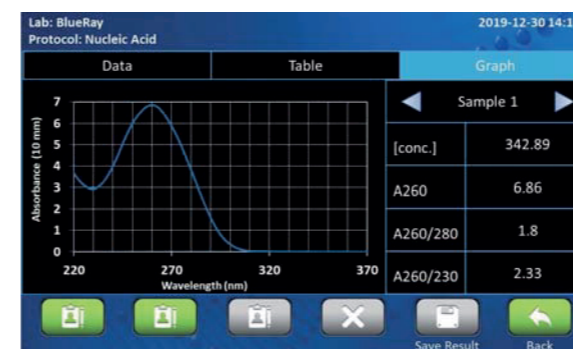 Lab: BlueRay
2019-12-30 14:1
Protocol: Nucleic Acid
Data
Table
Graph
Absorbance (10 mm)
7
6
5
4
3
2
1
0
220
270
320
370
Wavelength (nm)
Sample 1
[conc.]
342.89
A260
6.86
A260/280
1.8
A260/230
2.33
Save Result
Back